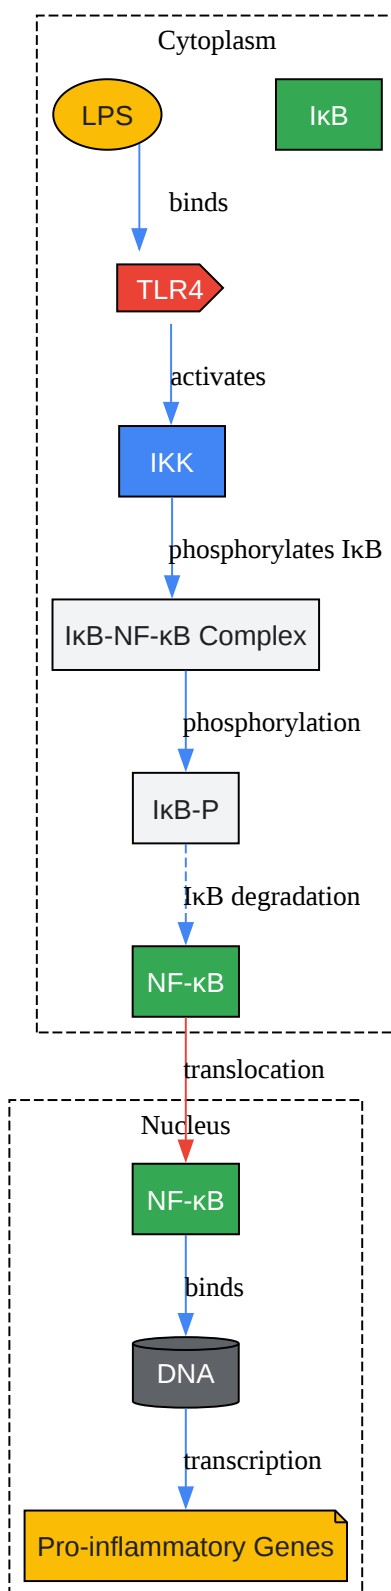 Cytoplasm
LPS
IκB
binds
TLR4
activates
IKK
phosphorylates IκB
IκB-NF-κB Complex
phosphorylation
IκB-P
IκB degradation
NF-κB
translocation
Nucleus
NF-κB
binds
DNA
transcription
Pro-inflammatory Genes